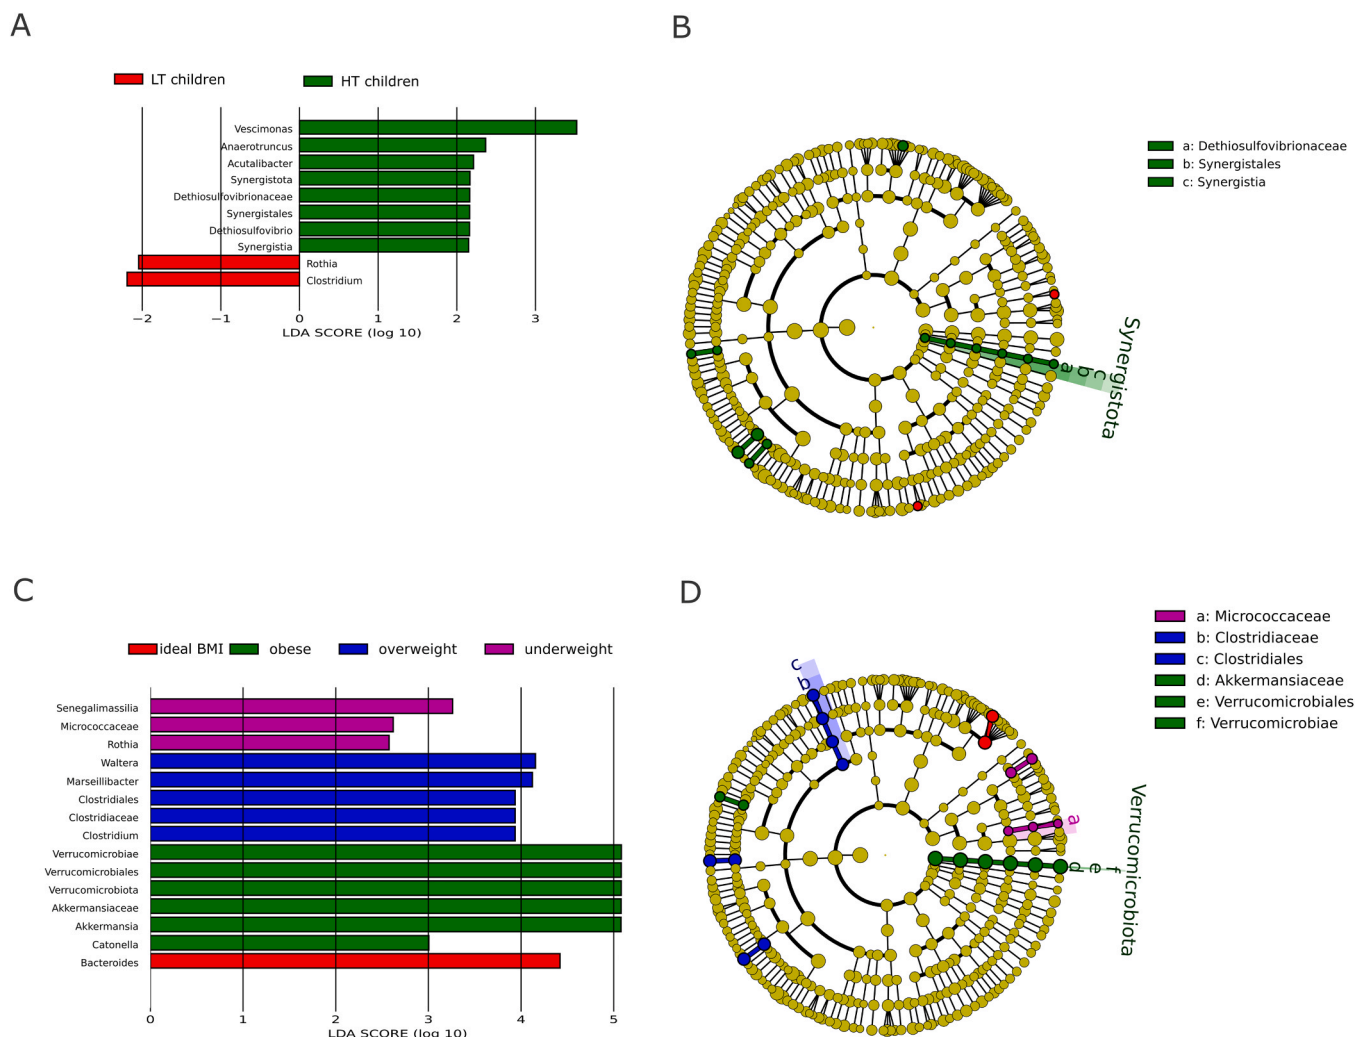 A
LT children
HT children
Vescimonas
Anaerotruncus
Acutalibacter
Synergistota
Dethiosulfovibrionaceae
Synergistales
Dethiosulfovibrio
Synergistia
Rothia
Clostridium
−2 −1 0 1 2 3
LDA SCORE (log 10)
B
a: Dethiosulfovibrionaceae
b: Synergistales
c: Synergistia
a b c
Synergistota
C
ideal BMI
obese
overweight
underweight
Senegalimassilia
Micrococcaceae
Rothia
Waltera
Marseillibacter
Clostridiales
Clostridiaceae
Clostridium
Verrucomicrobiae
Verrucomicrobiales
Verrucomicrobiota
Akkermansiaceae
Akkermansia
Catonella
Bacteroides
0 1 2 3 4 5
LDA SCORE (log 10)
D
a: Micrococcaceae
b: Clostridiaceae
c: Clostridiales
d: Akkermansiaceae
e: Verrucomicrobiales
f: Verrucomicrobiae
c
b
a
d e f
Verrucomicrobiota